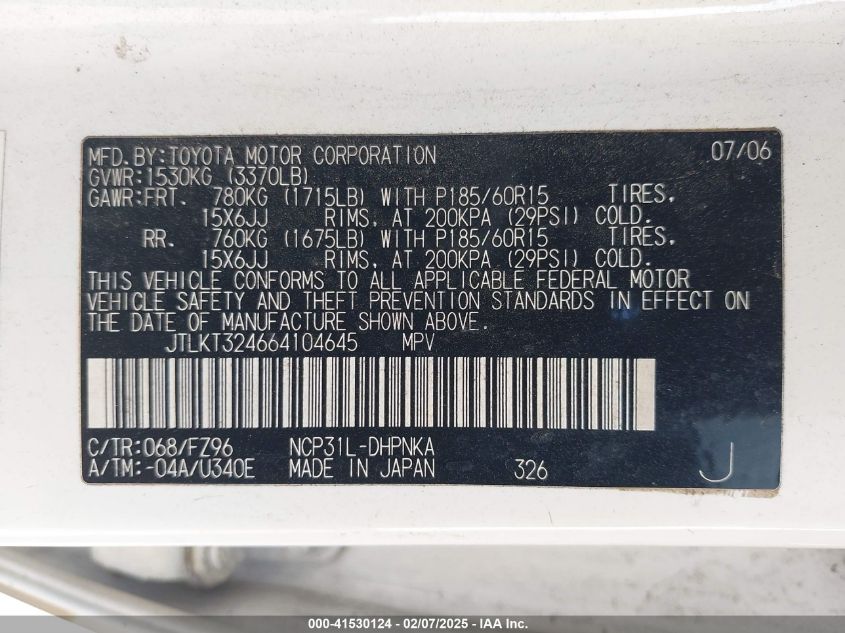 MFD.BY:TOYOTA MOTOR CORPORATION 07/06
GVWR:1530KG (3370LB)
GAWR:FRT. 780KG (1715LB) WITH P185/60R15 TIRES,
15X6JJ RIMS, AT 200KPA (29PSI) COLD.
RR. 760KG (1675LB) WITH P185/60R15 TIRES,
15X6JJ RIMS, AT 200KPA (29PSI) COLD.
THIS VEHICLE CONFORMS TO ALL APPLICABLE FEDERAL MOTOR
VEHICLE SAFETY AND THEFT PREVENTION STANDARDS IN EFFECT ON
THE DATE OF MANUFACTURE SHOWN ABOVE.
JTLKT324664104645 MPV
C/TR:068/FZ96 NCP31L-DHPNKA
A/TM:-04A/U340E MADE IN JAPAN 326 J
000-41530124 - 02/07/2025 - IAA Inc.